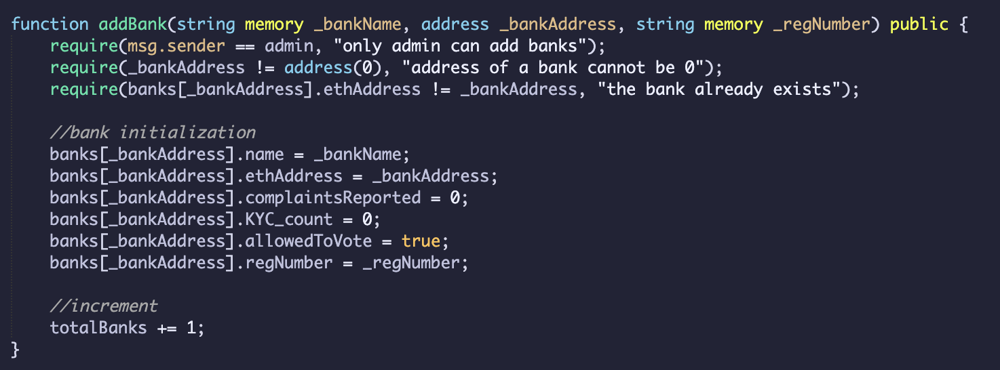 function addBank(string memory _bankName, address _bankAddress, string memory _regNumber) public {
    require(msg.sender == admin, "only admin can add banks");
    require(_bankAddress != address(0), "address of a bank cannot be 0");
    require(banks[_bankAddress].ethAddress != _bankAddress, "the bank already exists");

    //bank initialization
    banks[_bankAddress].name = _bankName;
    banks[_bankAddress].ethAddress = _bankAddress;
    banks[_bankAddress].complaintsReported = 0;
    banks[_bankAddress].KYC_count = 0;
    banks[_bankAddress].allowedToVote = true;
    banks[_bankAddress].regNumber = _regNumber;

    //increment
    totalBanks += 1;
}